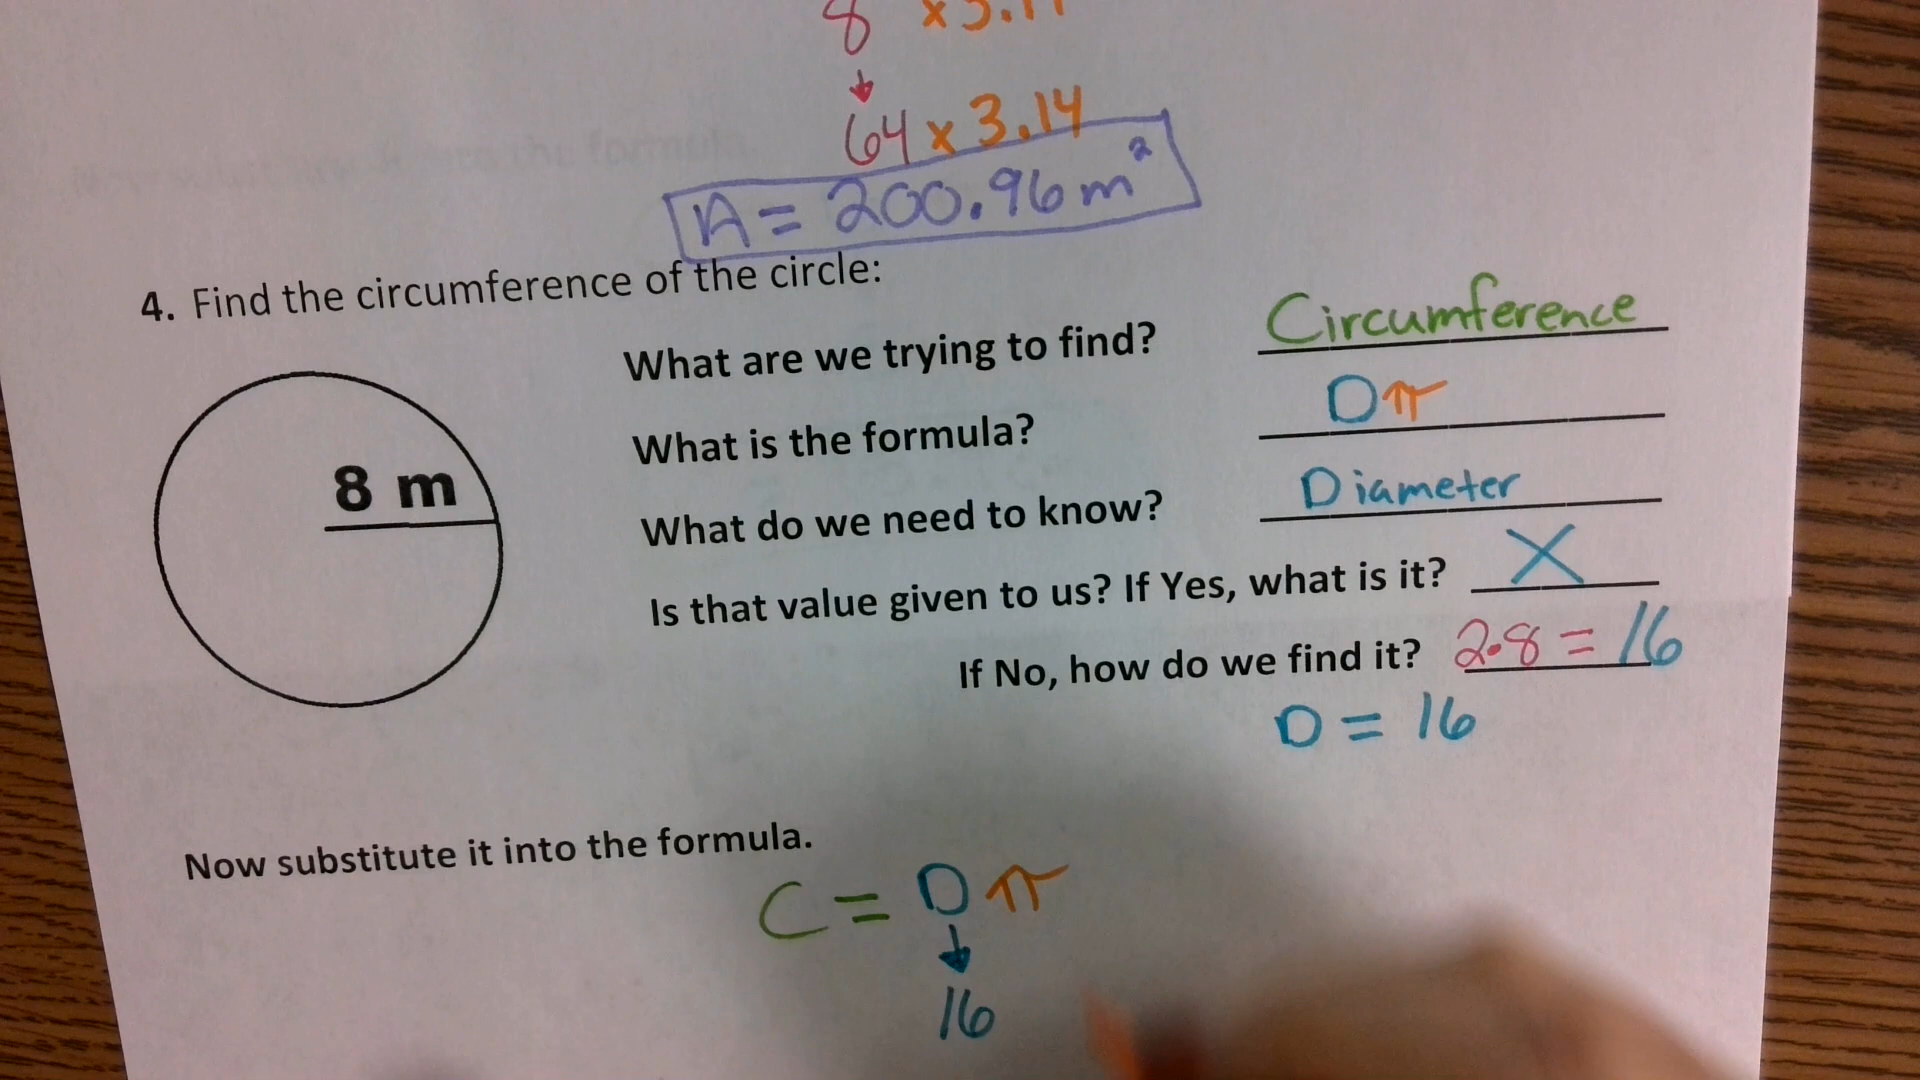 8 x 3.14
64 x 3.14
A = 200.96 m²
4. Find the circumference of the circle:
What are we trying to find? Circumference
What is the formula? Dπ
What do we need to know? Diameter
8 m
Is that value given to us? If Yes, what is it? X
If No, how do we find it? 2·8 = 16
D = 16
Now substitute it into the formula.
C = Dπ
16